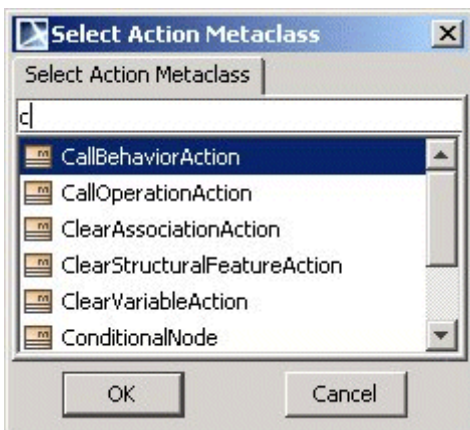 Select Action Metaclass
Select Action Metaclass
c
CallBehaviorAction
CallOperationAction
ClearAssociationAction
ClearStructuralFeatureAction
ClearVariableAction
ConditionalNode
OK Cancel